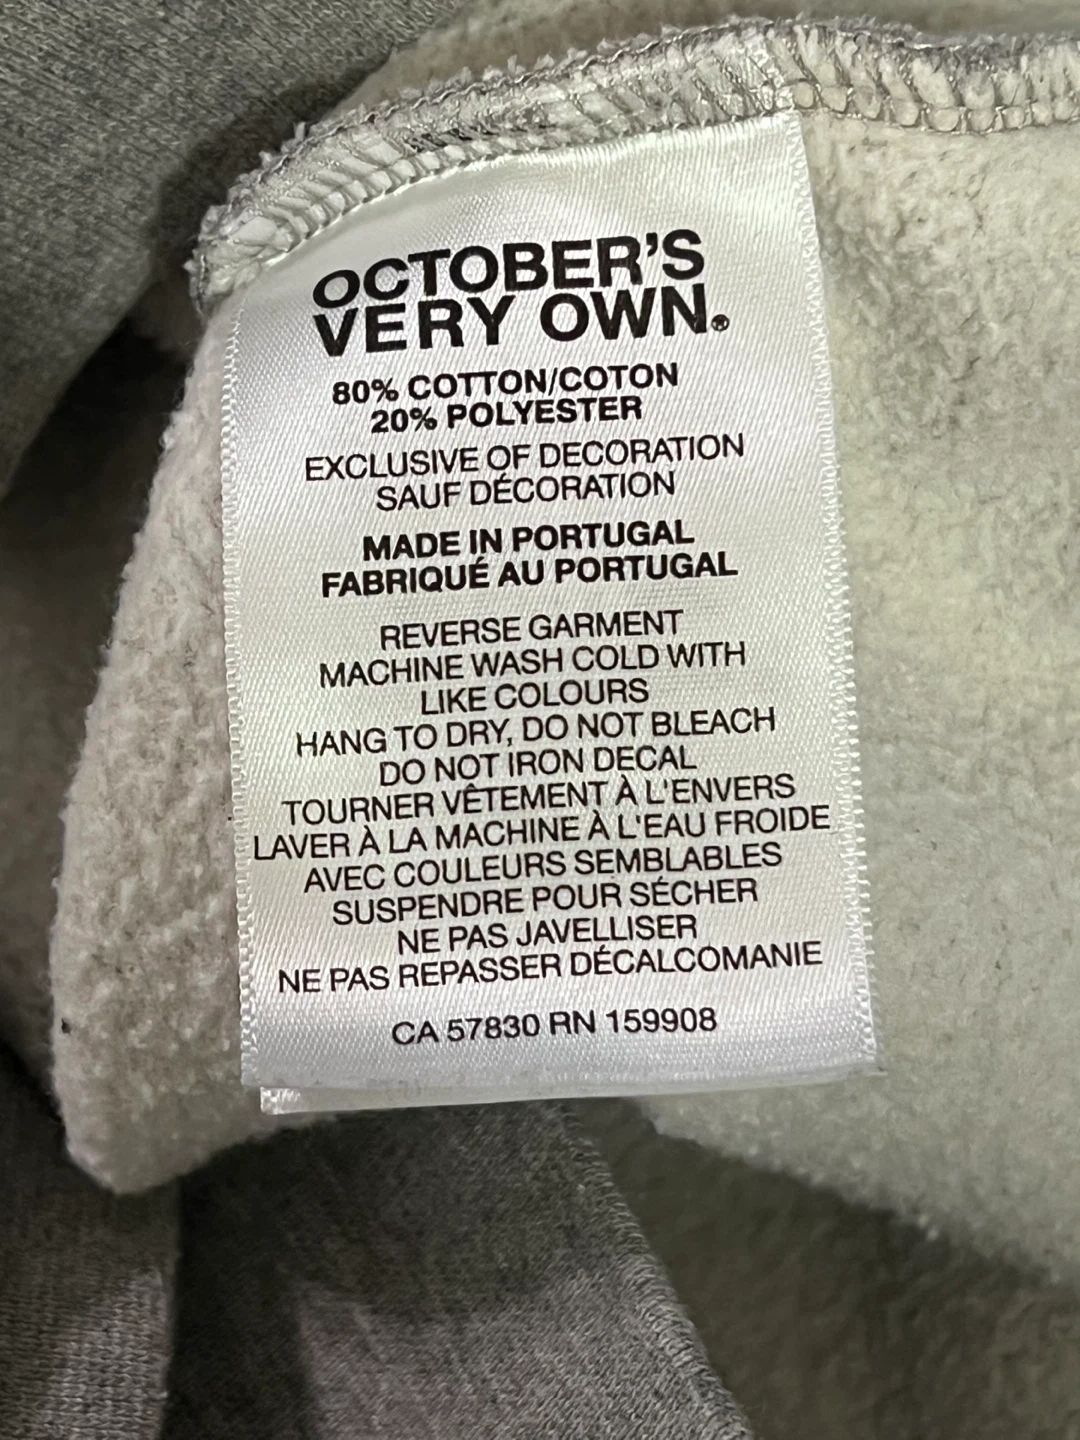 OCTOBER'S
VERY OWN.®
80% COTTON/COTON
20% POLYESTER
EXCLUSIVE OF DECORATION
SAUF DÉCORATION
MADE IN PORTUGAL
FABRIQUÉ AU PORTUGAL
REVERSE GARMENT
MACHINE WASH COLD WITH
LIKE COLOURS
HANG TO DRY, DO NOT BLEACH
DO NOT IRON DECAL
TOURNER VÊTEMENT À L'ENVERS
LAVER À LA MACHINE À L'EAU FROIDE
AVEC COULEURS SEMBLABLES
SUSPENDRE POUR SÉCHER
NE PAS JAVELLISER
NE PAS REPASSER DÉCALCOMANIE
CA 57830 RN 159908